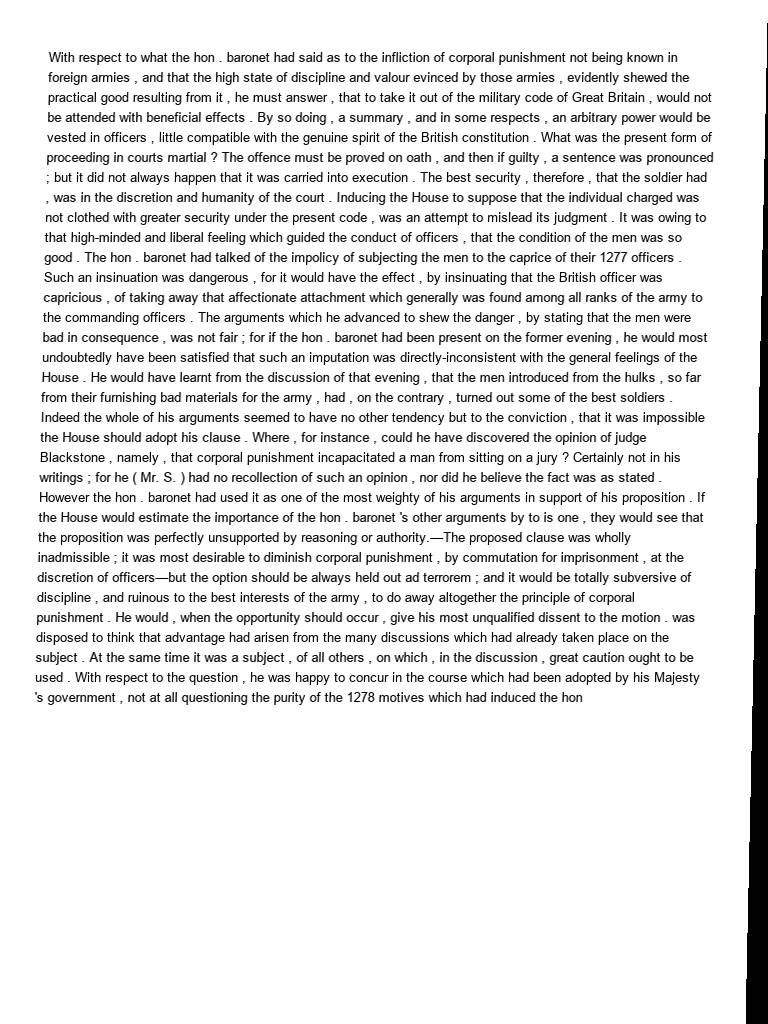 With respect to what the hon . baronet had said as to the infliction of corporal punishment not being known in
foreign armies , and that the high state of discipline and valour evinced by those armies , evidently shewed the
practical good resulting from it , he must answer , that to take it out of the military code of Great Britain , would not
be attended with beneficial effects . By so doing , a summary , and in some respects , an arbitrary power would be
vested in officers , little compatible with the genuine spirit of the British constitution . What was the present form of
proceeding in courts martial ? The offence must be proved on oath , and then if guilty , a sentence was pronounced
; but it did not always happen that it was carried into execution . The best security , therefore , that the soldier had
, was in the discretion and humanity of the court . Inducing the House to suppose that the individual charged was
not clothed with greater security under the present code , was an attempt to mislead its judgment . It was owing to
that high-minded and liberal feeling which guided the conduct of officers , that the condition of the men was so
good . The hon . baronet had talked of the impolicy of subjecting the men to the caprice of their 1277 officers .
Such an insinuation was dangerous , for it would have the effect , by insinuating that the British officer was
capricious , of taking away that affectionate attachment which generally was found among all ranks of the army to
the commanding officers . The arguments which he advanced to shew the danger , by stating that the men were
bad in consequence , was not fair ; for if the hon . baronet had been present on the former evening , he would most
undoubtedly have been satisfied that such an imputation was directly-inconsistent with the general feelings of the
House . He would have learnt from the discussion of that evening , that the men introduced from the hulks , so far
from their furnishing bad materials for the army , had , on the contrary , turned out some of the best soldiers .
Indeed the whole of his arguments seemed to have no other tendency but to the conviction , that it was impossible
the House should adopt his clause . Where , for instance , could he have discovered the opinion of judge
Blackstone , namely , that corporal punishment incapacitated a man from sitting on a jury ? Certainly not in his
writings ; for he ( Mr. S. ) had no recollection of such an opinion , nor did he believe the fact was as stated .
However the hon . baronet had used it as one of the most weighty of his arguments in support of his proposition . If
the House would estimate the importance of the hon . baronet 's other arguments by to is one , they would see that
the proposition was perfectly unsupported by reasoning or authority.—The proposed clause was wholly
inadmissible ; it was most desirable to diminish corporal punishment , by commutation for imprisonment , at the
discretion of officers—but the option should be always held out ad terrorem ; and it would be totally subversive of
discipline , and ruinous to the best interests of the army , to do away altogether the principle of corporal
punishment . He would , when the opportunity should occur , give his most unqualified dissent to the motion . was
disposed to think that advantage had arisen from the many discussions which had already taken place on the
subject . At the same time it was a subject , of all others , on which , in the discussion , great caution ought to be
used . With respect to the question , he was happy to concur in the course which had been adopted by his Majesty
's government , not at all questioning the purity of the 1278 motives which had induced the hon